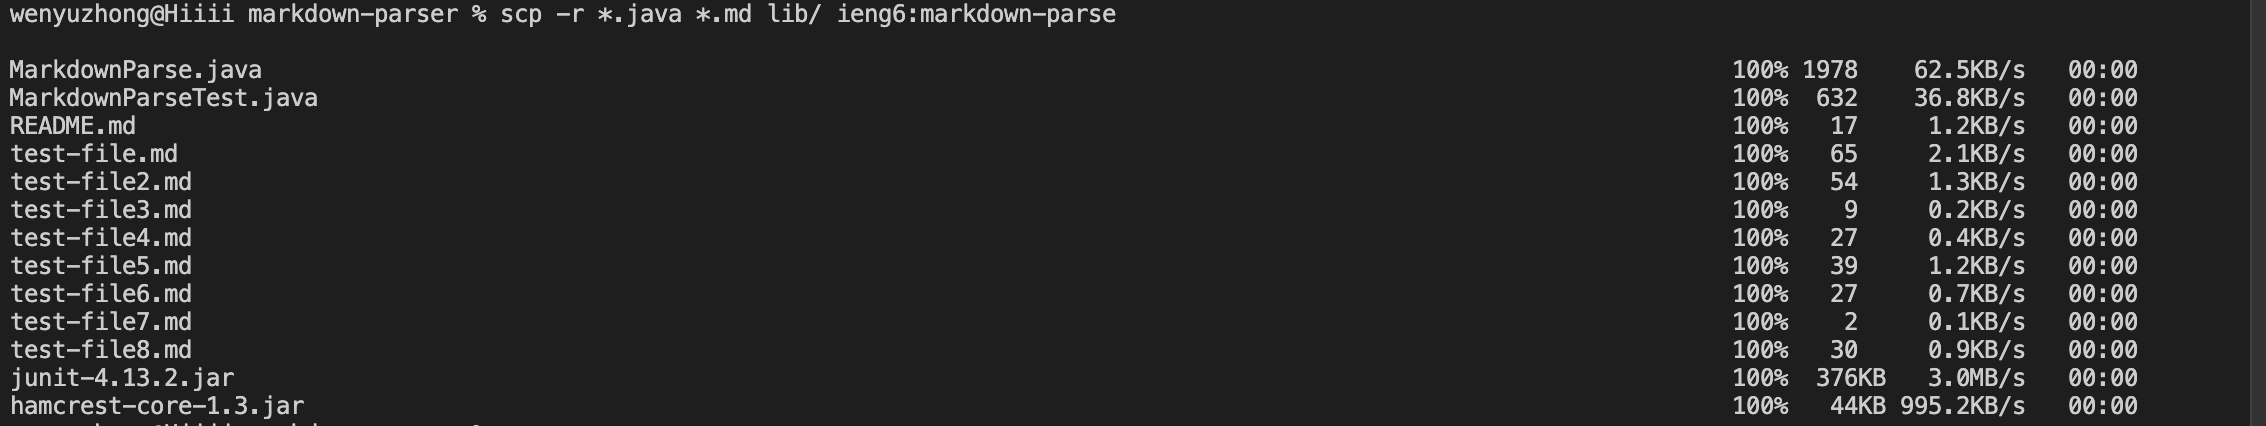 wenyuzhong@Hiiii markdown-parser % scp -r *.java *.md lib/ ieng6:markdown-parse
MarkdownParse.java 100% 1978 62.5KB/s 00:00
MarkdownParseTest.java 100% 632 36.8KB/s 00:00
README.md 100% 17 1.2KB/s 00:00
test-file.md 100% 65 2.1KB/s 00:00
test-file2.md 100% 54 1.3KB/s 00:00
test-file3.md 100% 9 0.2KB/s 00:00
test-file4.md 100% 27 0.4KB/s 00:00
test-file5.md 100% 39 1.2KB/s 00:00
test-file6.md 100% 27 0.7KB/s 00:00
test-file7.md 100% 2 0.1KB/s 00:00
test-file8.md 100% 30 0.9KB/s 00:00
junit-4.13.2.jar 100% 376KB 3.0MB/s 00:00
hamcrest-core-1.3.jar 100% 44KB 995.2KB/s 00:00